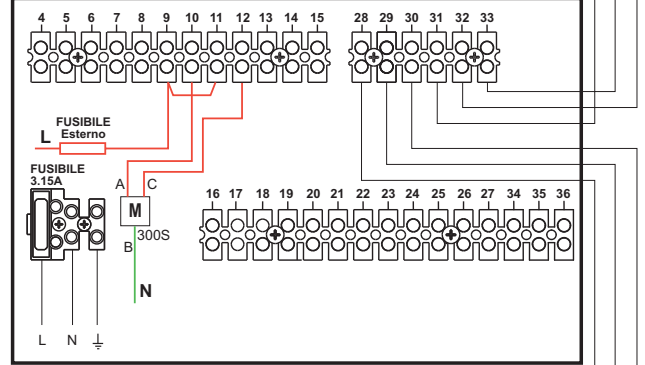 4 5 6 7 8 9 10 11 12 13 14 15 28 29 30 31 32 33
FUSIBILE
L Esterno
FUSIBILE
3.15A
A C
M
300S
B
N
16 17 18 19 20 21 22 23 24 25 26 27 34 35 36
L N